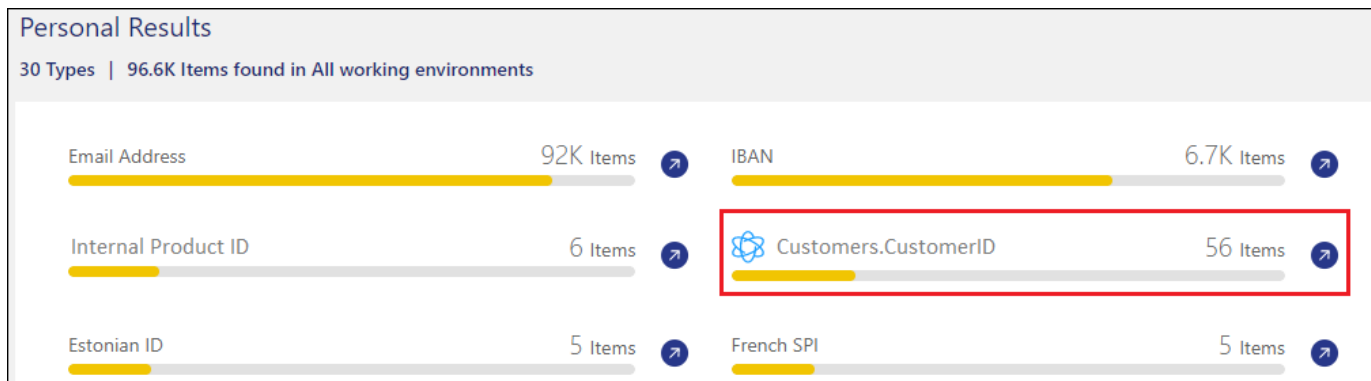 Personal Results
30 Types | 96.6K Items found in All working environments
Email Address 92K Items
IBAN 6.7K Items
Internal Product ID 6 Items
Customers.CustomerID 56 Items
Estonian ID 5 Items
French SPI 5 Items